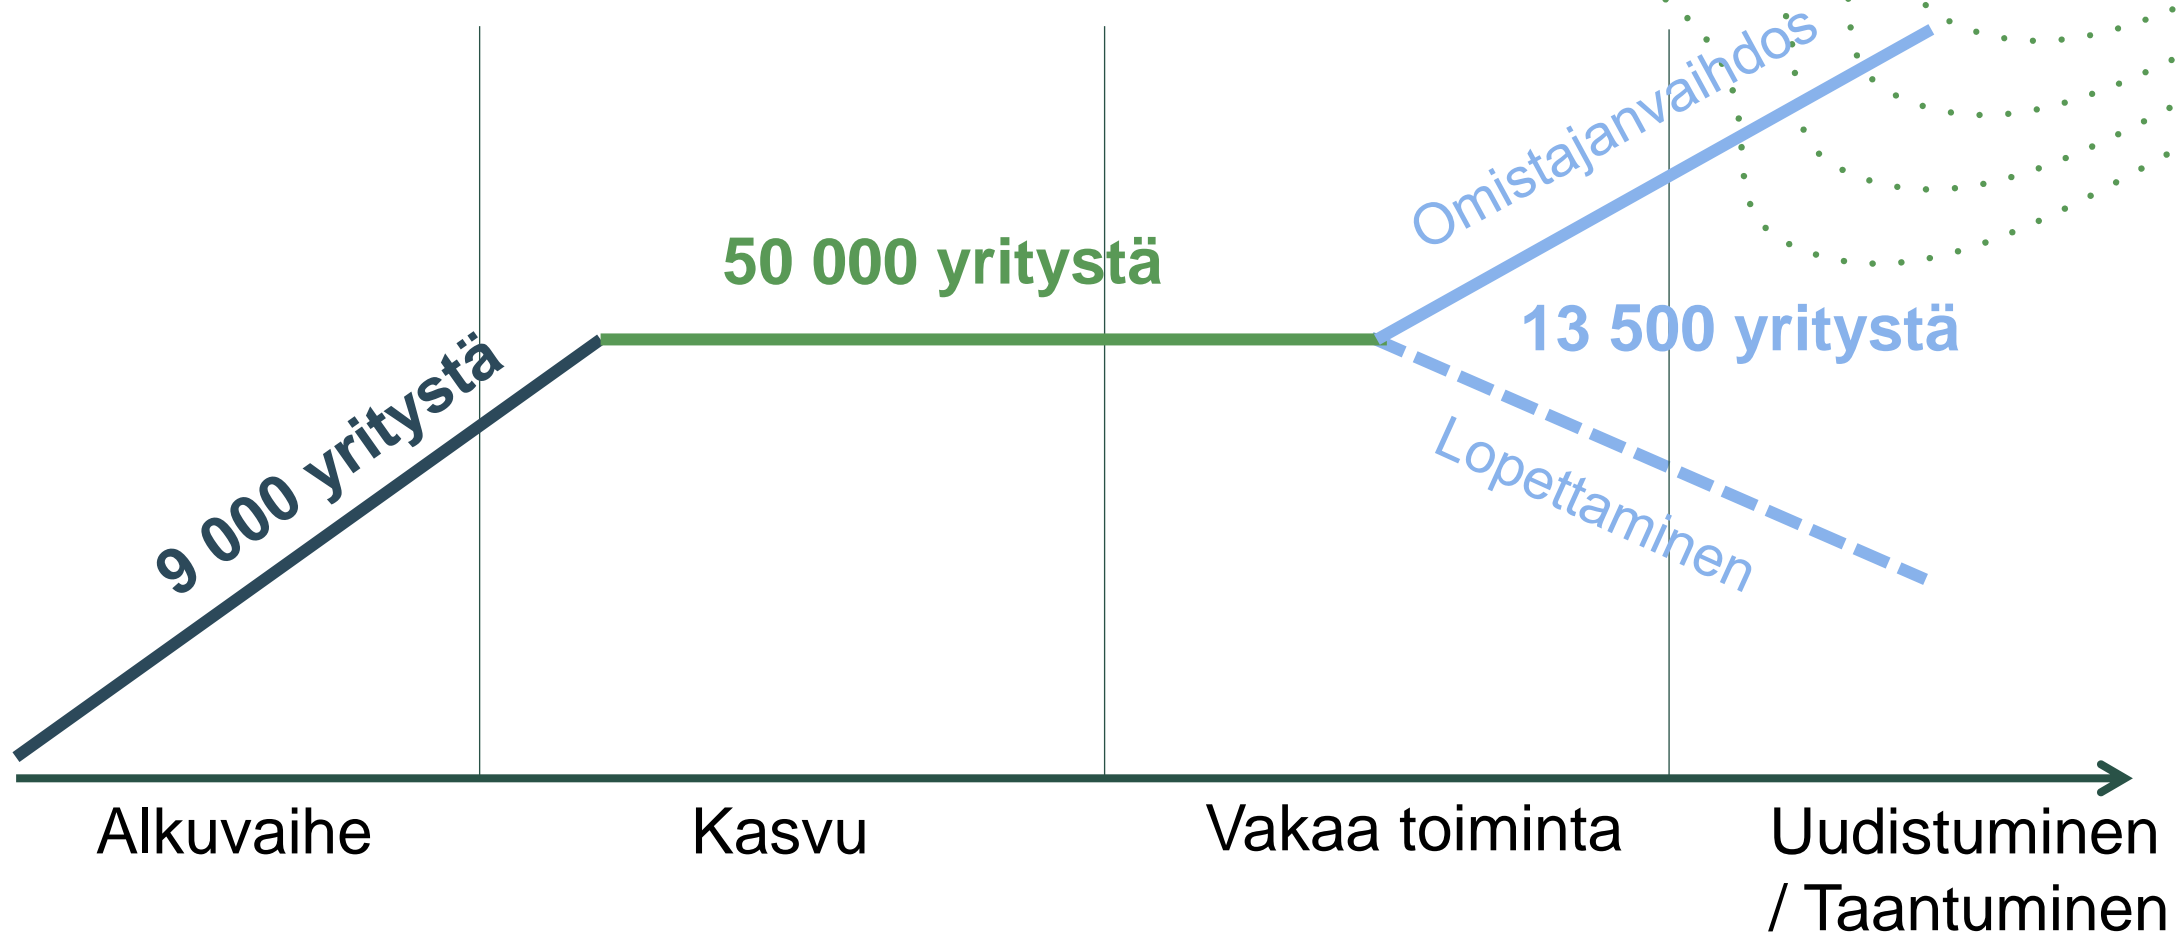 Omistajanvaihdos
50 000 yritystä
13 500 yritystä
9 000 yritystä
Lopettaminen
Alkuvaihe
Kasvu
Vakaa toiminta
Uudistuminen
/ Taantuminen